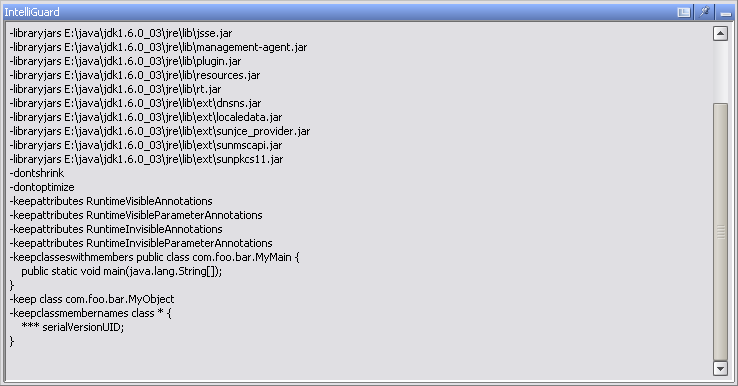 IntelliGuard
-libraryjars E:\java\jdk1.6.0_03\jre\lib\jsse.jar
-libraryjars E:\java\jdk1.6.0_03\jre\lib\management-agent.jar
-libraryjars E:\java\jdk1.6.0_03\jre\lib\plugin.jar
-libraryjars E:\java\jdk1.6.0_03\jre\lib\resources.jar
-libraryjars E:\java\jdk1.6.0_03\jre\lib\rt.jar
-libraryjars E:\java\jdk1.6.0_03\jre\lib\ext\dnsns.jar
-libraryjars E:\java\jdk1.6.0_03\jre\lib\ext\localedata.jar
-libraryjars E:\java\jdk1.6.0_03\jre\lib\ext\sunjce_provider.jar
-libraryjars E:\java\jdk1.6.0_03\jre\lib\ext\sunmscapi.jar
-libraryjars E:\java\jdk1.6.0_03\jre\lib\ext\sunpkcs11.jar
-dontshrink
-dontoptimize
-keepattributes RuntimeVisibleAnnotations
-keepattributes RuntimeVisibleParameterAnnotations
-keepattributes RuntimeInvisibleAnnotations
-keepattributes RuntimeInvisibleParameterAnnotations
-keepclasseswithmembers public class com.foo.bar.MyMain {
    public static void main(java.lang.String[]);
}
-keep class com.foo.bar.MyObject
-keepclassmembernames class * {
    *** serialVersionUID;
}